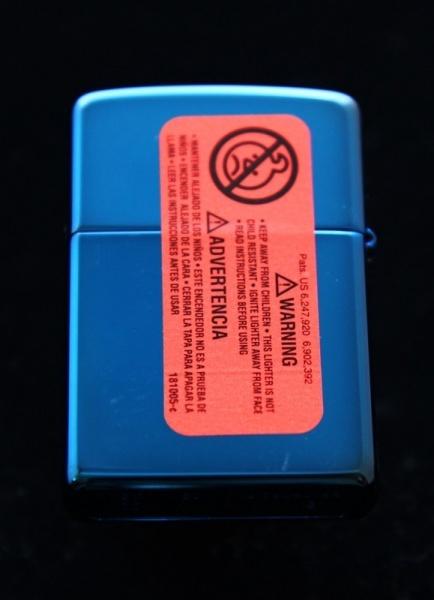 Pats. US 6,247,920 6,902,392
⚠WARNING
• KEEP AWAY FROM CHILDREN • THIS LIGHTER IS NOT
CHILD RESISTANT • IGNITE LIGHTER AWAY FROM FACE
• READ INSTRUCTIONS BEFORE USING
⚠ADVERTENCIA
• MANTENER ALEJADO DE LOS NIÑOS • ESTE ENCENDEDOR NO ES A PRUEBA DE
NIÑOS • ENCENDER ALEJADO DE LA CARA • CERRAR LA TAPA PARA APAGAR LA
LLAMA • LEER LAS INSTRUCCIONES ANTES DE USAR
181005-c